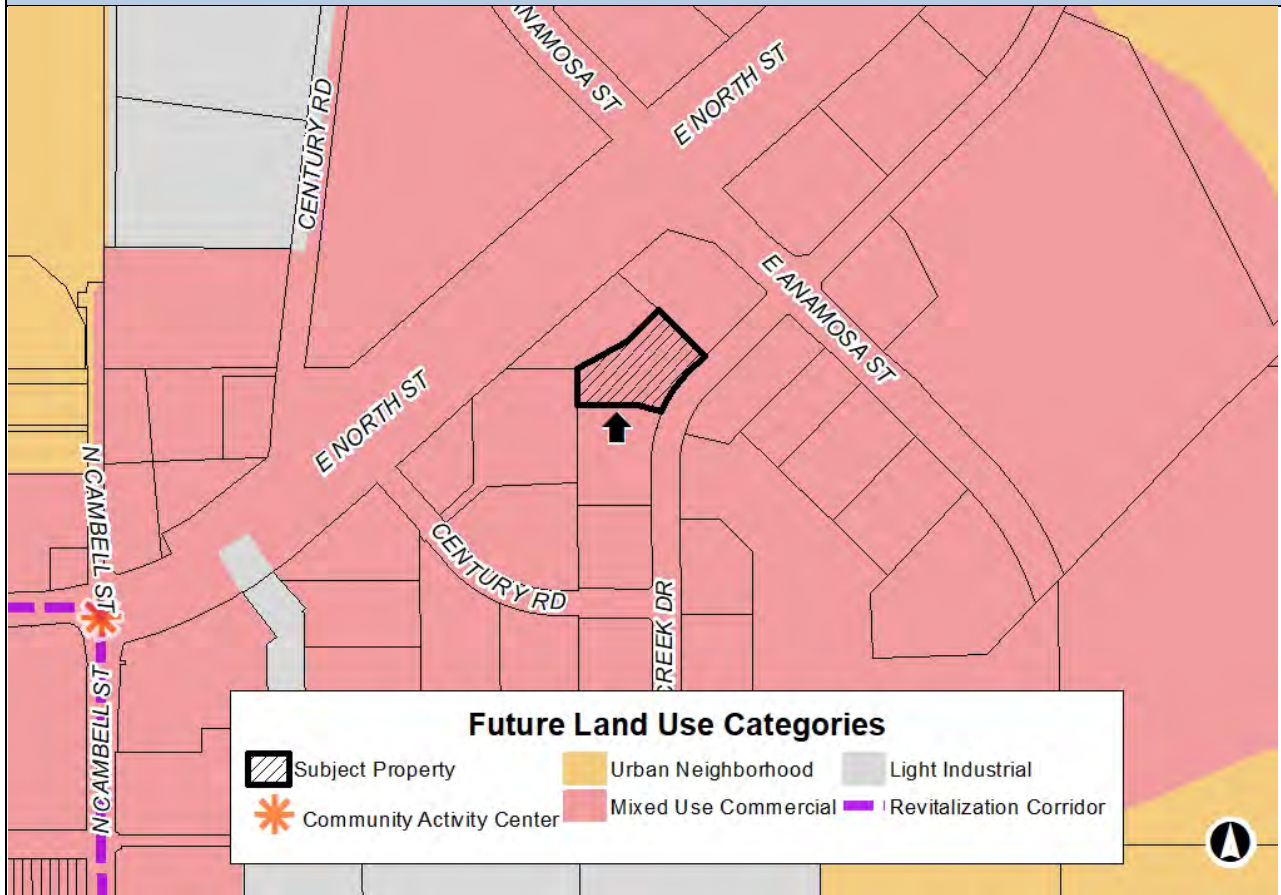 ANAMOSA ST
E NORTH ST
CENTURY RD
E ANAMOSA ST
E NORTH ST
N CAMBELL ST
CENTURY RD
CREEK DR
N CAMBELL ST
Future Land Use Categories
Subject Property
Urban Neighborhood
Light Industrial
Community Activity Center
Mixed Use Commercial
Revitalization Corridor